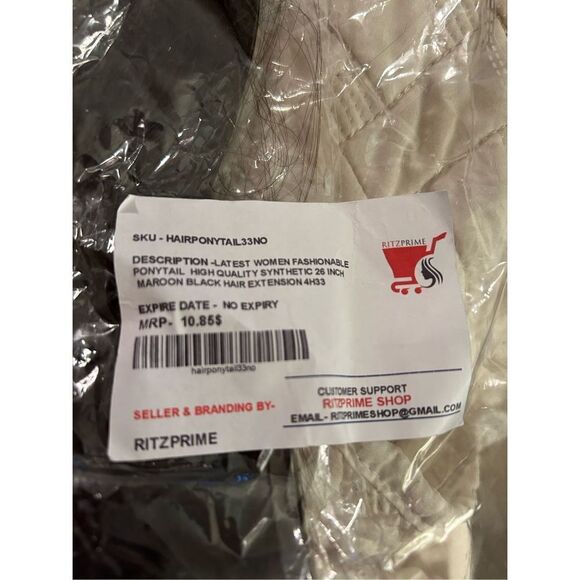 SKU - HAIRPONYTAIL33NO
RITZPRIME
DESCRIPTION -LATEST WOMEN FASHIONABLE
PONYTAIL HIGH QUALITY SYNTHETIC 26 INCH
MAROON BLACK HAIR EXTENSION 4H33
EXPIRE DATE - NO EXPIRY
MRP- 10.85$
hairponytail33no
CUSTOMER SUPPORT
SELLER & BRANDING BY-
RITZPRIME SHOP
EMAIL - RITZPRIMESHOP@GMAIL.COM
RITZPRIME